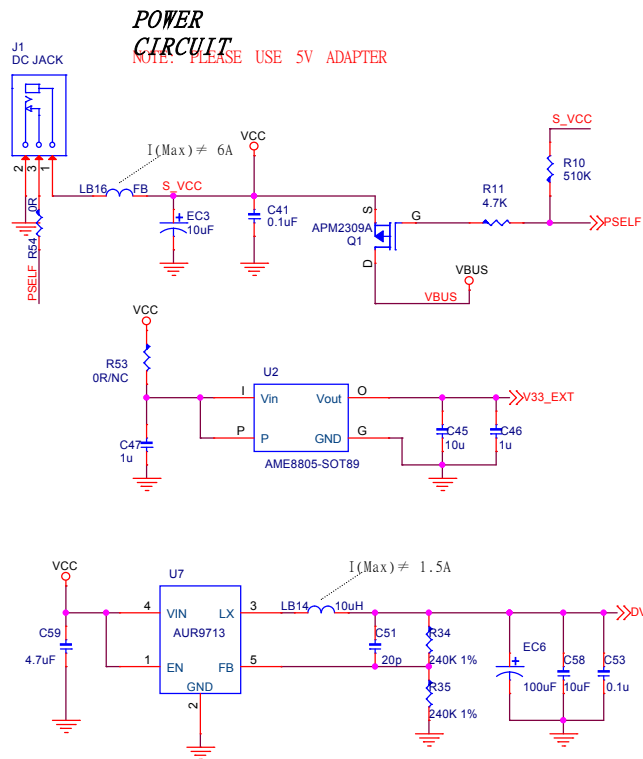 POWER
CIRCUIT
NOTE: PLEASE USE 5V ADAPTER
J1
DC JACK
2
3
1
R54
0R
PSELF
I(Max)≠ 6A
LB16
FB
S_VCC
VCC
EC3
10uF
C41
0.1uF
APM2309A
Q1
S
G
D
R11
4.7K
S_VCC
R10
510K
PSELF
VBUS
VBUS
VCC
R53
0R/NC
C47
1u
U2
I
Vin
Vout
O
P
P
GND
G
AME8805-SOT89
V33_EXT
C45
10u
C46
1u
VCC
C59
4.7uF
U7
4
VIN
LX
3
AUR9713
1
EN
FB
5
GND
2
I(Max)≠ 1.5A
LB14
10uH
C51
20p
R34
240K 1%
R35
240K 1%
EC6
100uF
C58
10uF
C53
0.1u
DV